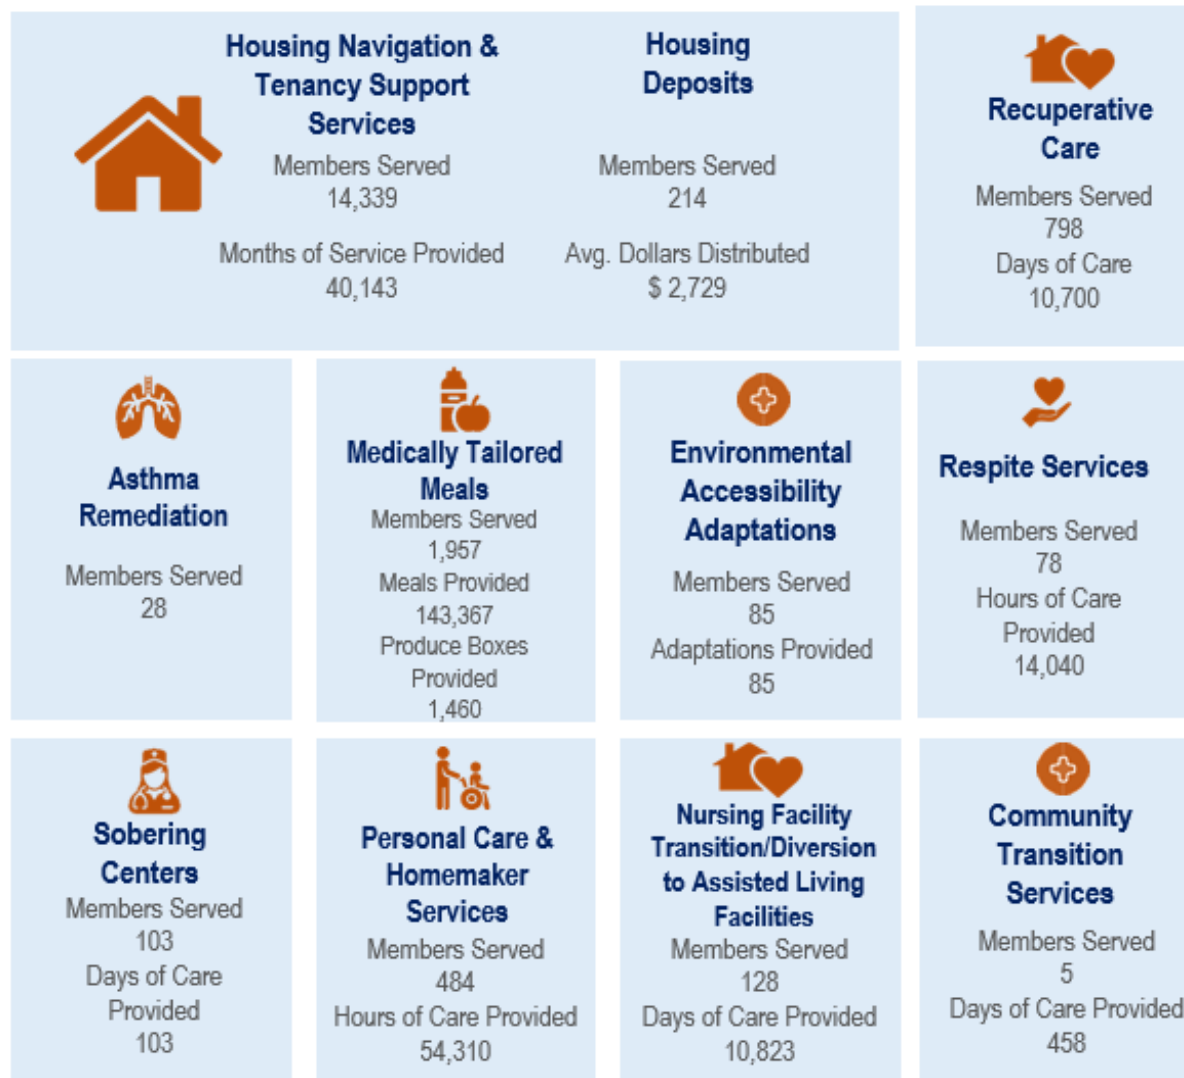 Housing Navigation &
Tenancy Support
Services
Members Served
14,339
Months of Service Provided
40,143
Housing
Deposits
Members Served
214
Avg. Dollars Distributed
$ 2,729
Recuperative
Care
Members Served
798
Days of Care
10,700
Asthma
Remediation
Members Served
28
Medically Tailored
Meals
Members Served
1,957
Meals Provided
143,367
Produce Boxes
Provided
1,460
Environmental
Accessibility
Adaptations
Members Served
85
Adaptations Provided
85
Respite Services
Members Served
78
Hours of Care
Provided
14,040
Sobering
Centers
Members Served
103
Days of Care
Provided
103
Personal Care &
Homemaker
Services
Members Served
484
Hours of Care Provided
54,310
Nursing Facility
Transition/Diversion
to Assisted Living
Facilities
Members Served
128
Days of Care Provided
10,823
Community
Transition
Services
Members Served
5
Days of Care Provided
458